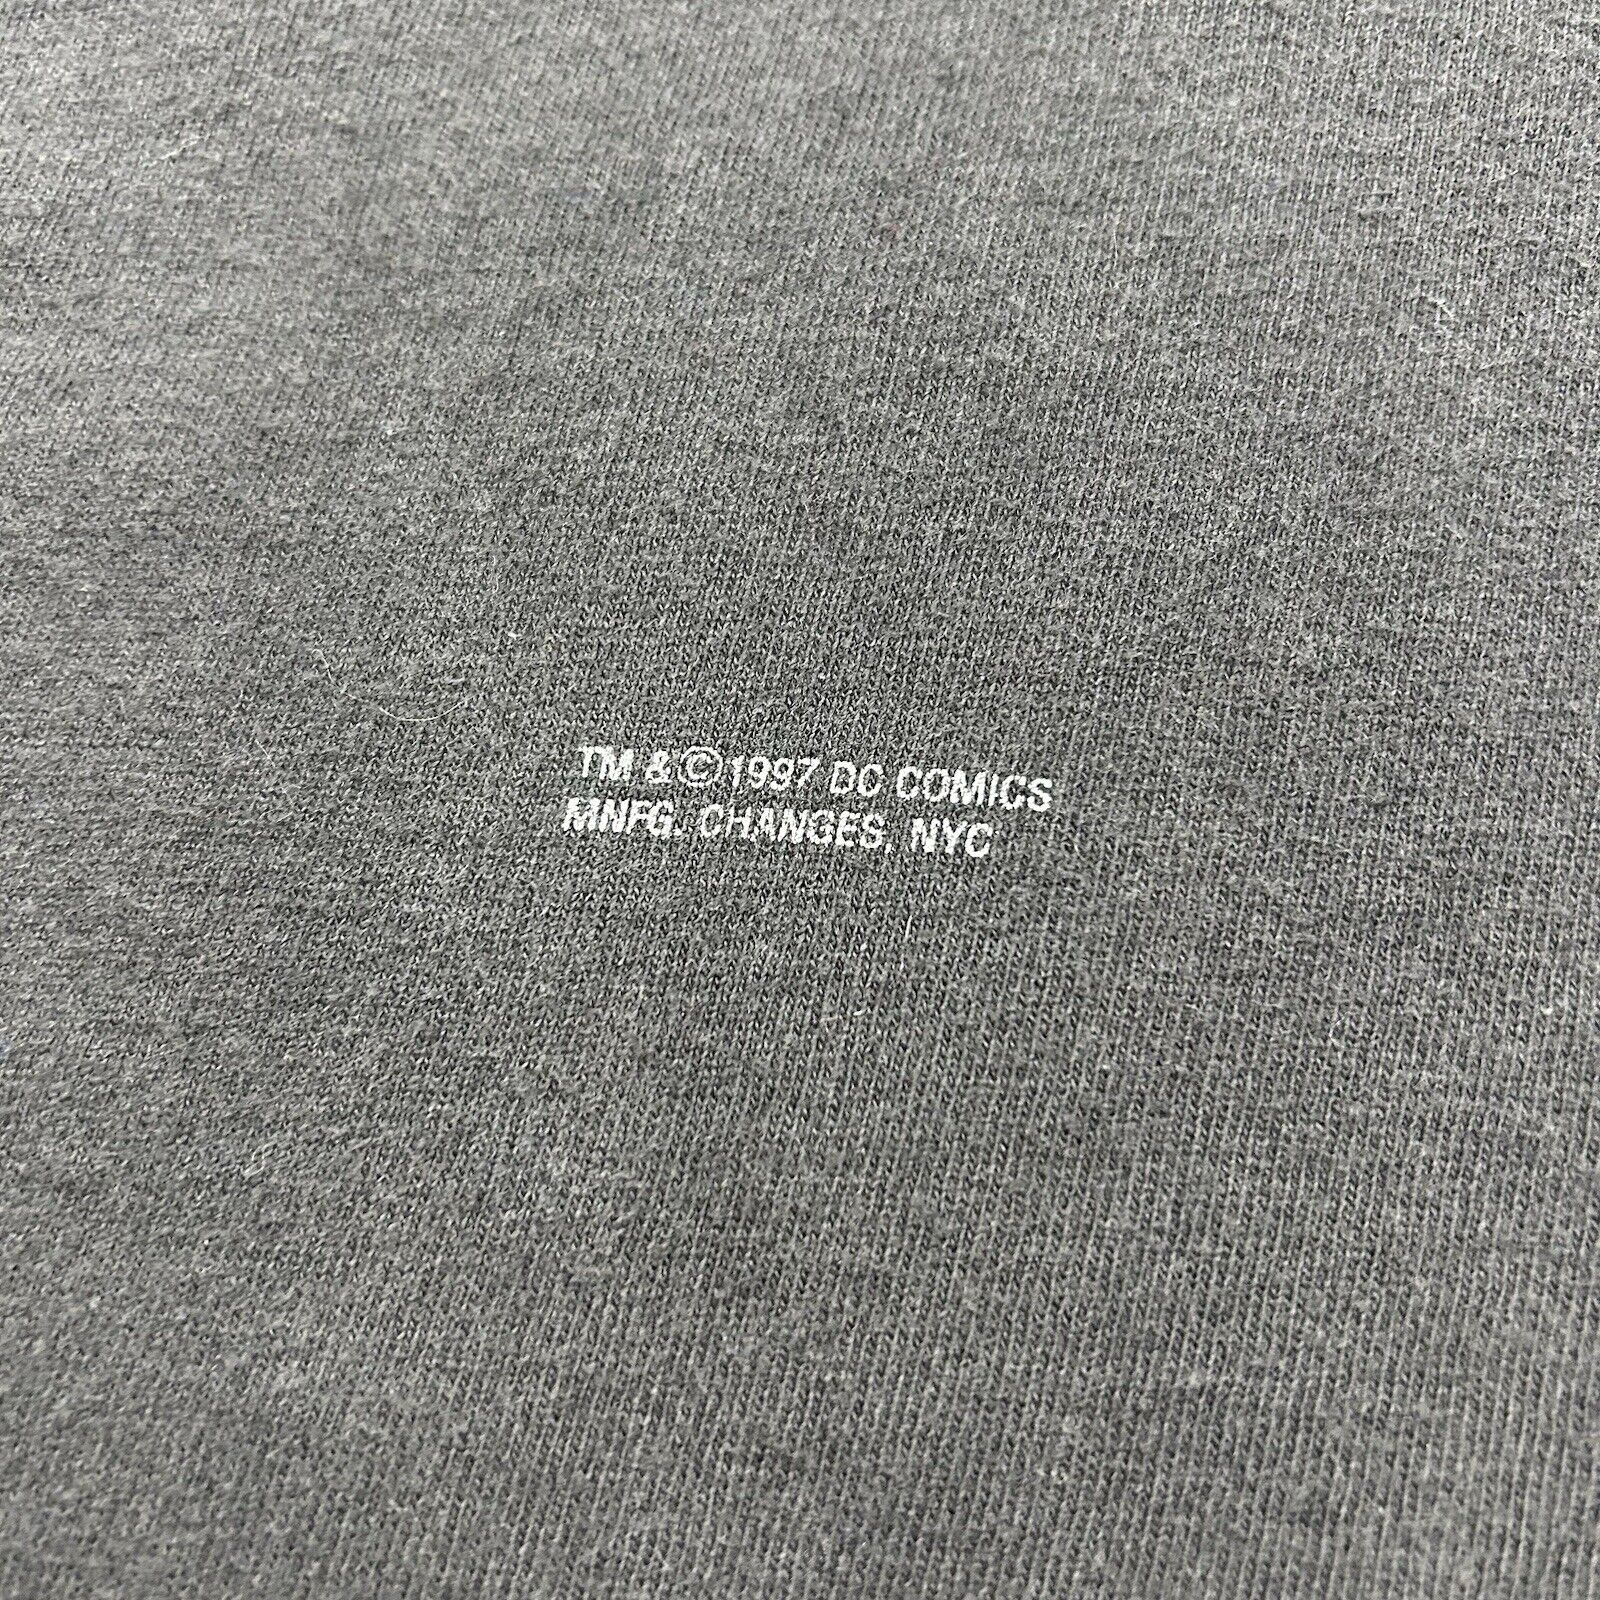 TM & © 1997 DC COMICS
MNFG. CHANGES, NYC